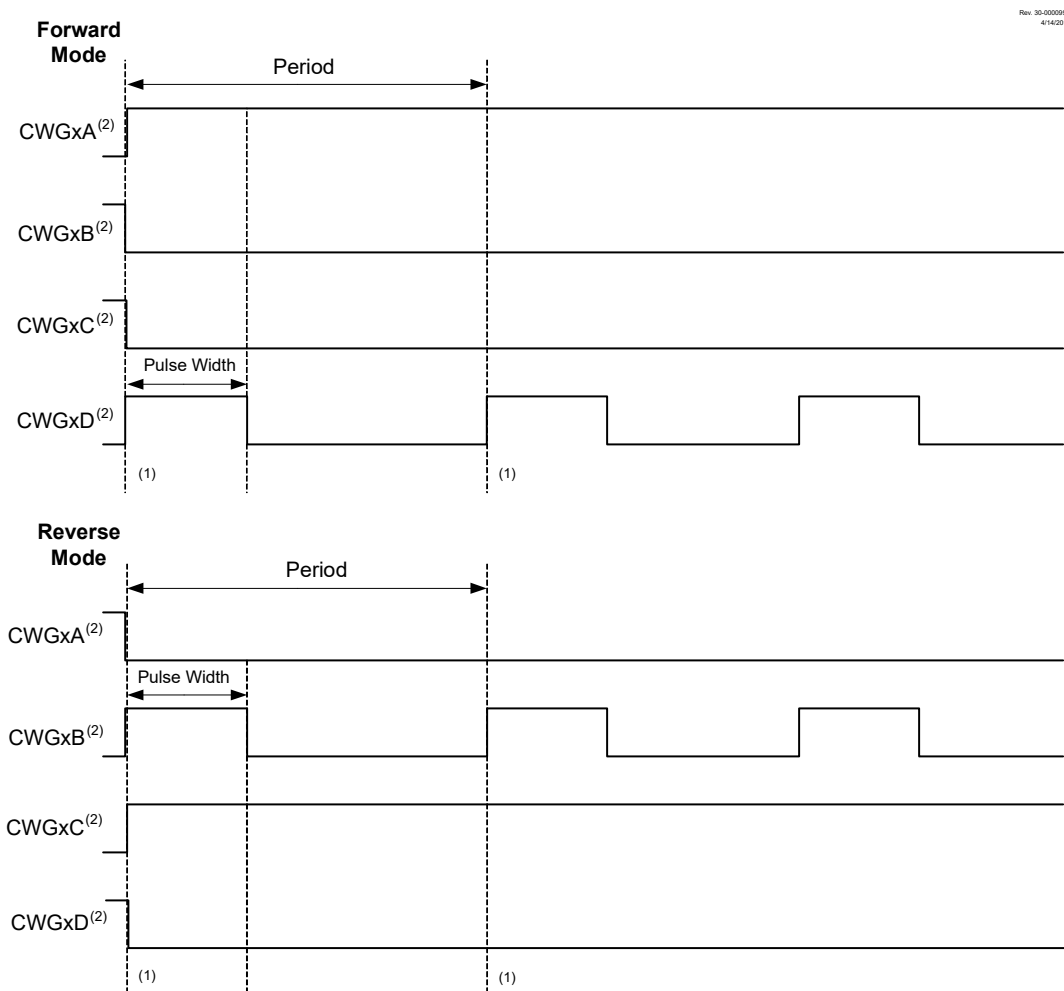 Rev. 30-000099
4/14/20
Forward
Mode
Period
CWGxA(2)
CWGxB(2)
CWGxC(2)
Pulse Width
CWGxD(2)
(1)
(1)
Reverse
Mode
Period
CWGxA(2)
Pulse Width
CWGxB(2)
CWGxC(2)
CWGxD(2)
(1)
(1)